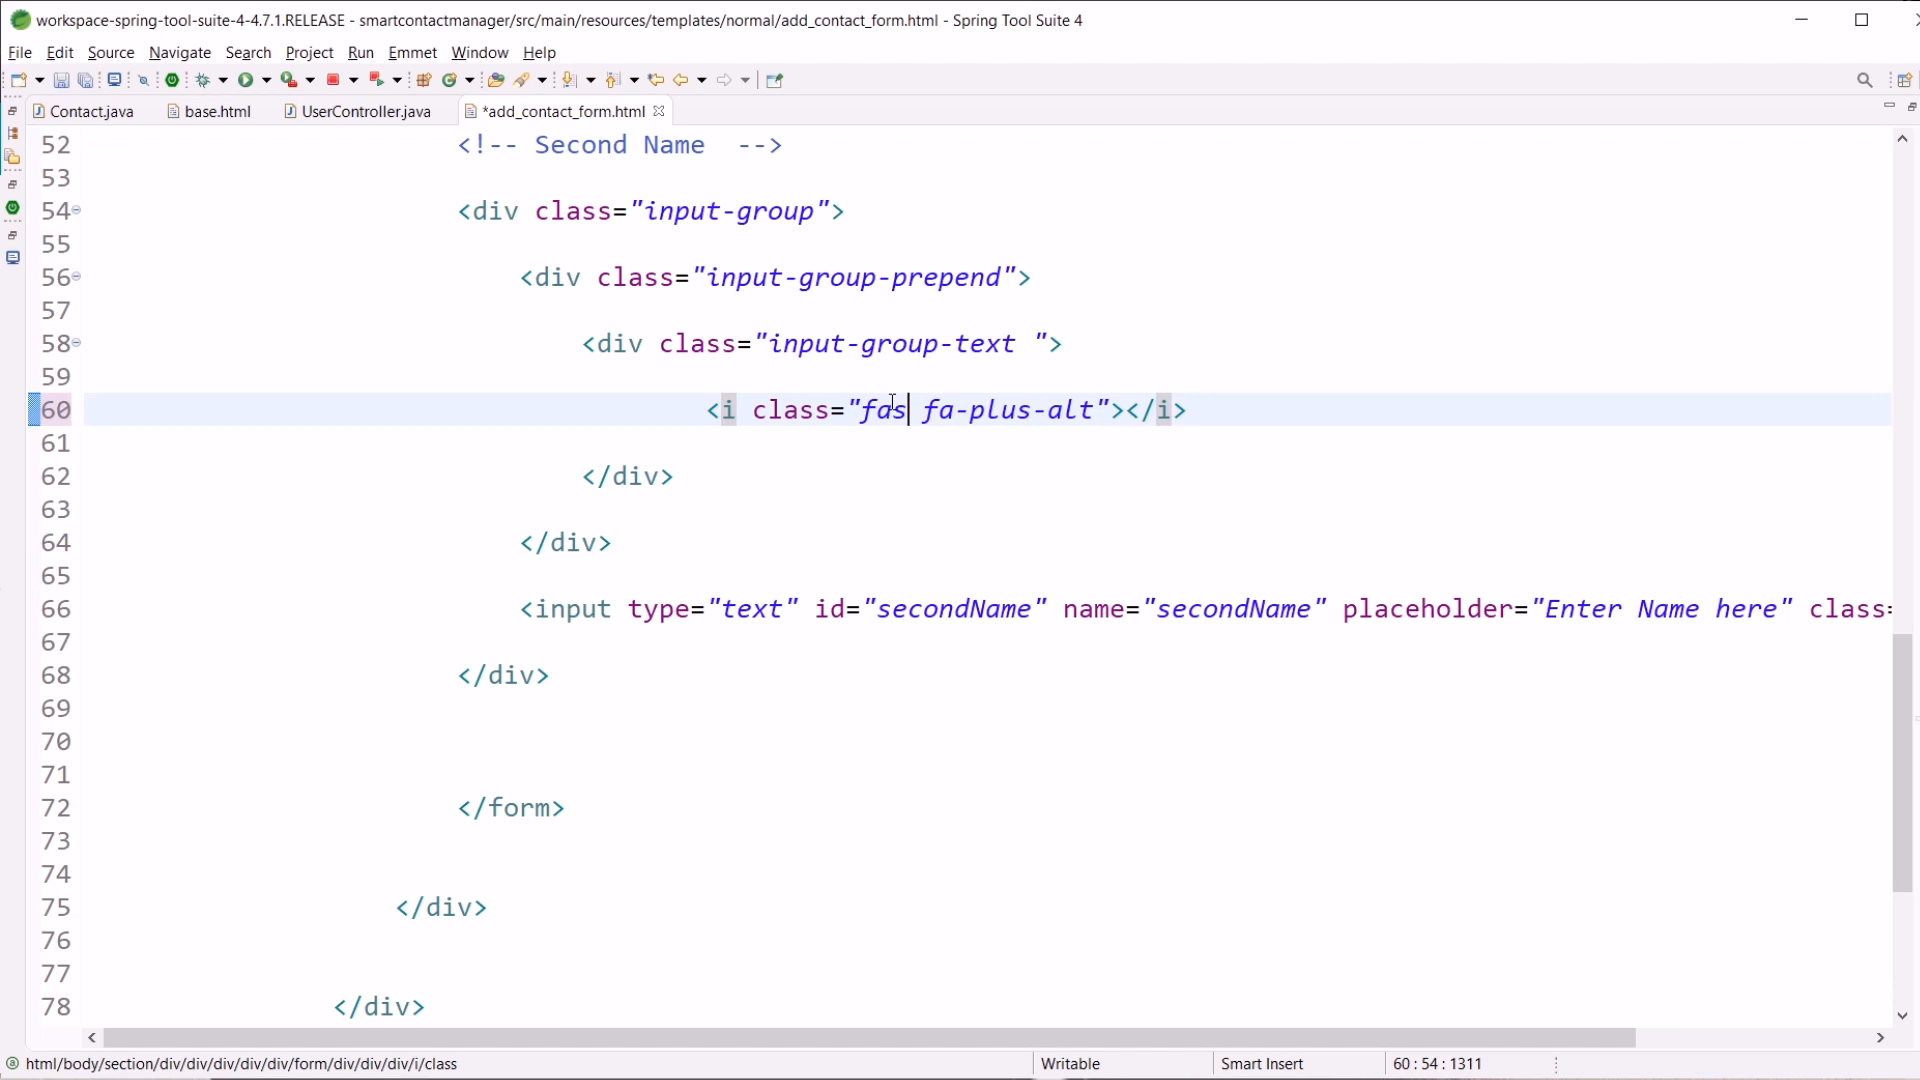 workspace-spring-tool-suite-4-4.7.1.RELEASE - smartcontactmanager/src/main/resources/templates/normal/add_contact_form.html - Spring Tool Suite 4
File Edit Source Navigate Search Project Run Emmet Window Help
Contact.java base.html UserController.java *add_contact_form.html
52 <!-- Second Name  -->
53
54 <div class="input-group">
55
56 <div class="input-group-prepend">
57
58 <div class="input-group-text ">
59
60 <i class="fas fa-plus-alt"></i>
61
62 </div>
63
64 </div>
65
66 <input type="text" id="secondName" name="secondName" placeholder="Enter Name here" class=
67
68 </div>
69
70
71
72 </form>
73
74
75 </div>
76
77
78 </div>
html/body/section/div/div/div/div/div/form/div/div/div/i/class Writable Smart Insert 60 : 54 : 1311